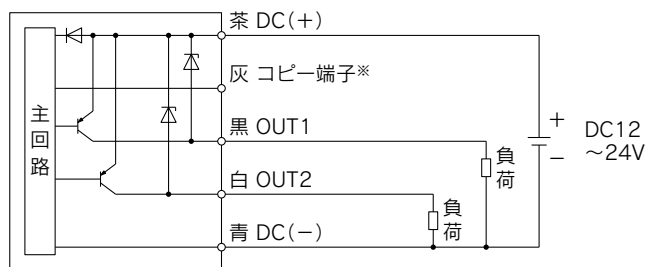 茶 DC(+)
灰 コピー端子※
主回路
黒 OUT1
負荷
+
−
DC12
～24V
白 OUT2
負荷
青 DC(−)